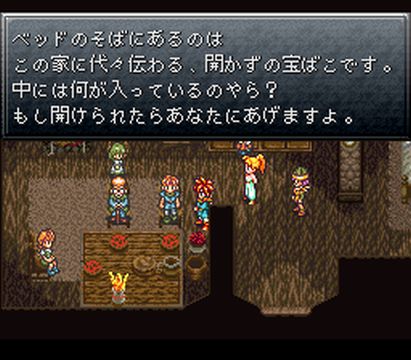 ベッドのそばにあるのは
この家に代々伝わる、開かずの宝ばこです。
中には何が入っているのやら？
もし開けられたらあなたにあげますよ。